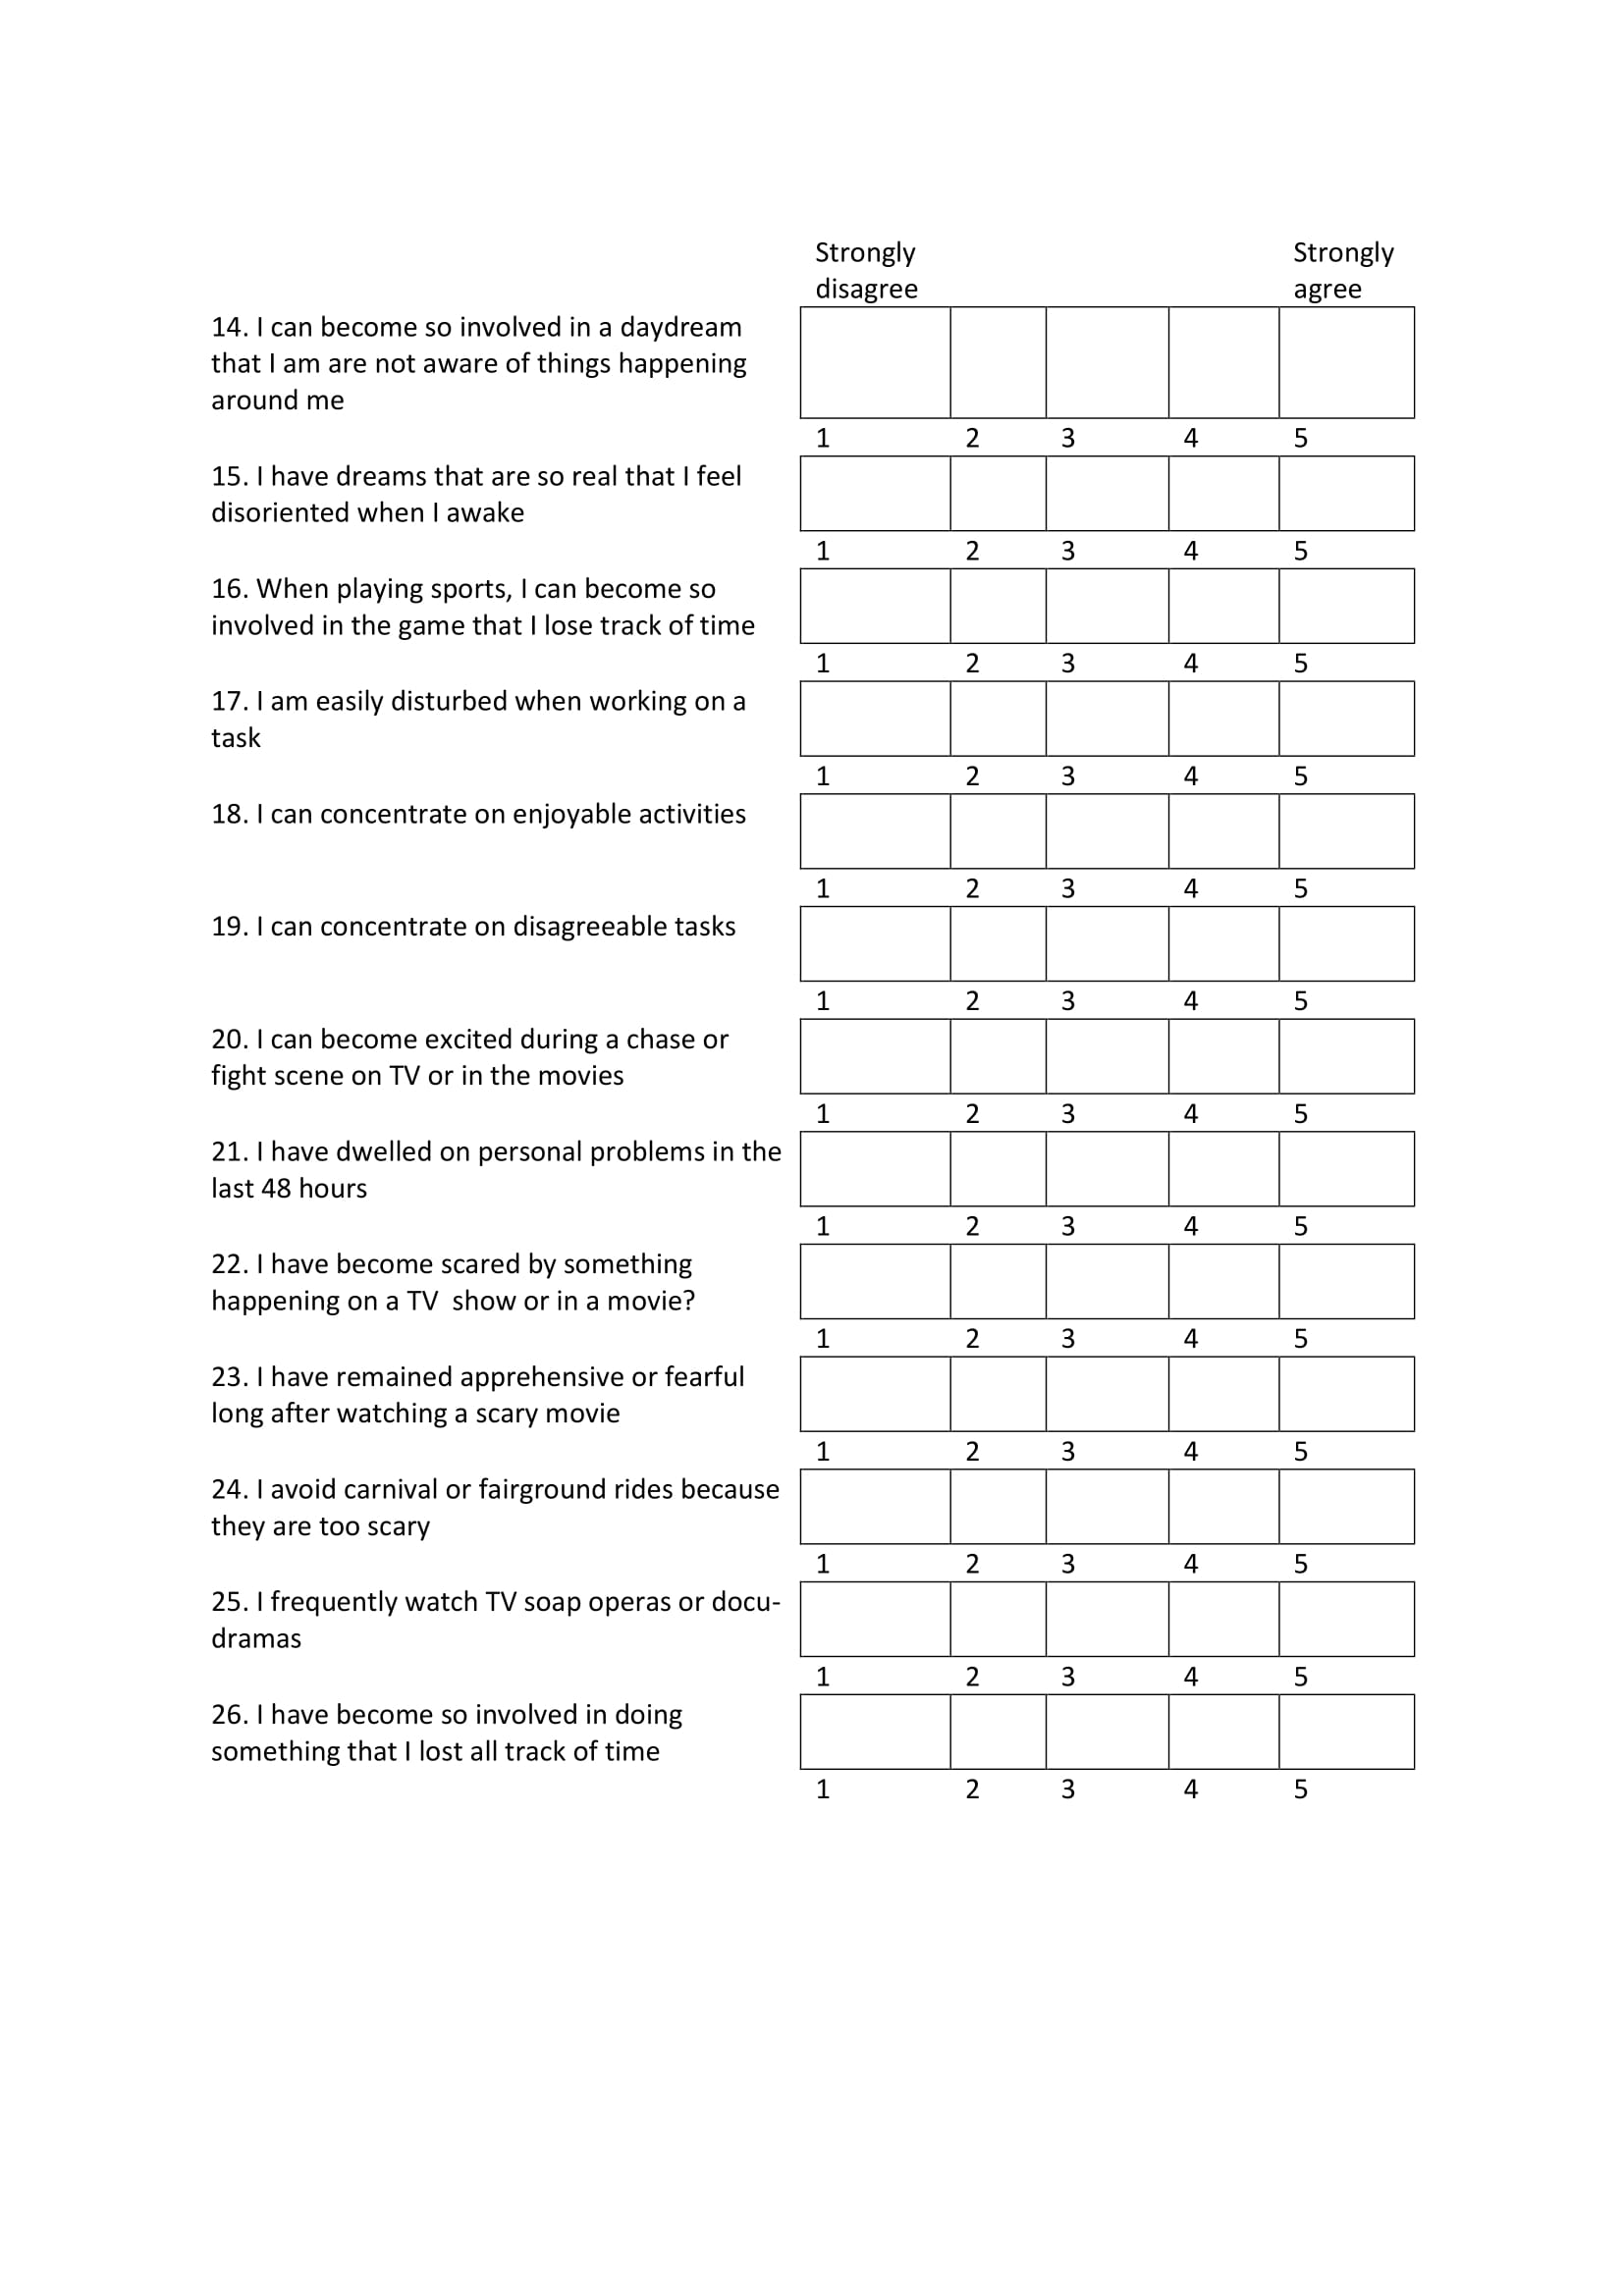 Strongly disagree Strongly agree
14. I can become so involved in a daydream
that I am are not aware of things happening
around me
1 2 3 4 5
15. I have dreams that are so real that I feel
disoriented when I awake
1 2 3 4 5
16. When playing sports, I can become so
involved in the game that I lose track of time
1 2 3 4 5
17. I am easily disturbed when working on a
task
1 2 3 4 5
18. I can concentrate on enjoyable activities
1 2 3 4 5
19. I can concentrate on disagreeable tasks
1 2 3 4 5
20. I can become excited during a chase or
fight scene on TV or in the movies
1 2 3 4 5
21. I have dwelled on personal problems in the
last 48 hours
1 2 3 4 5
22. I have become scared by something
happening on a TV  show or in a movie?
1 2 3 4 5
23. I have remained apprehensive or fearful
long after watching a scary movie
1 2 3 4 5
24. I avoid carnival or fairground rides because
they are too scary
1 2 3 4 5
25. I frequently watch TV soap operas or docu-
dramas
1 2 3 4 5
26. I have become so involved in doing
something that I lost all track of time
1 2 3 4 5